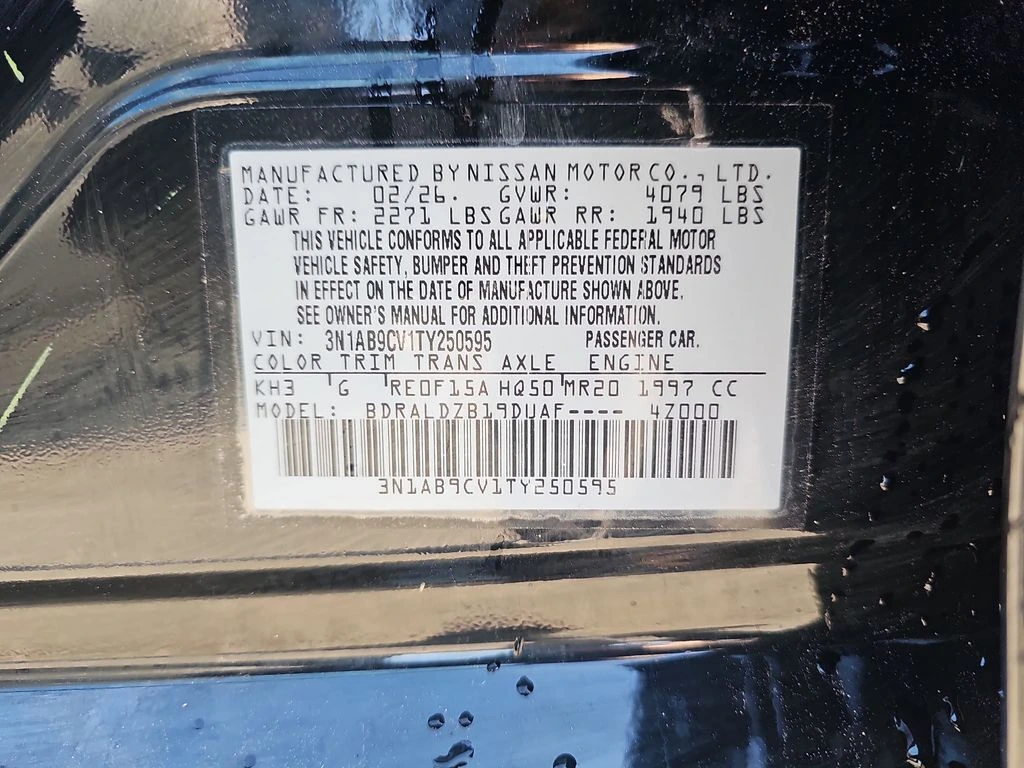 MANUFACTURED BY NISSAN MOTOR CO., LTD.
DATE: 02/26. GVWR: 4079 LBS
GAWR FR: 2271 LBS GAWR RR: 1940 LBS
THIS VEHICLE CONFORMS TO ALL APPLICABLE FEDERAL MOTOR
VEHICLE SAFETY, BUMPER AND THEFT PREVENTION STANDARDS
IN EFFECT ON THE DATE OF MANUFACTURE SHOWN ABOVE.
SEE OWNER'S MANUAL FOR ADDITIONAL INFORMATION.
VIN: 3N1AB9CV1TY250595 PASSENGER CAR.
COLOR TRIM TRANS AXLE ENGINE
KH3 G RE0F15A HQ50 MR20 1997 CC
MODEL: BDRALDZB19DUAF---- 4Z000
3N1AB9CV1TY250595